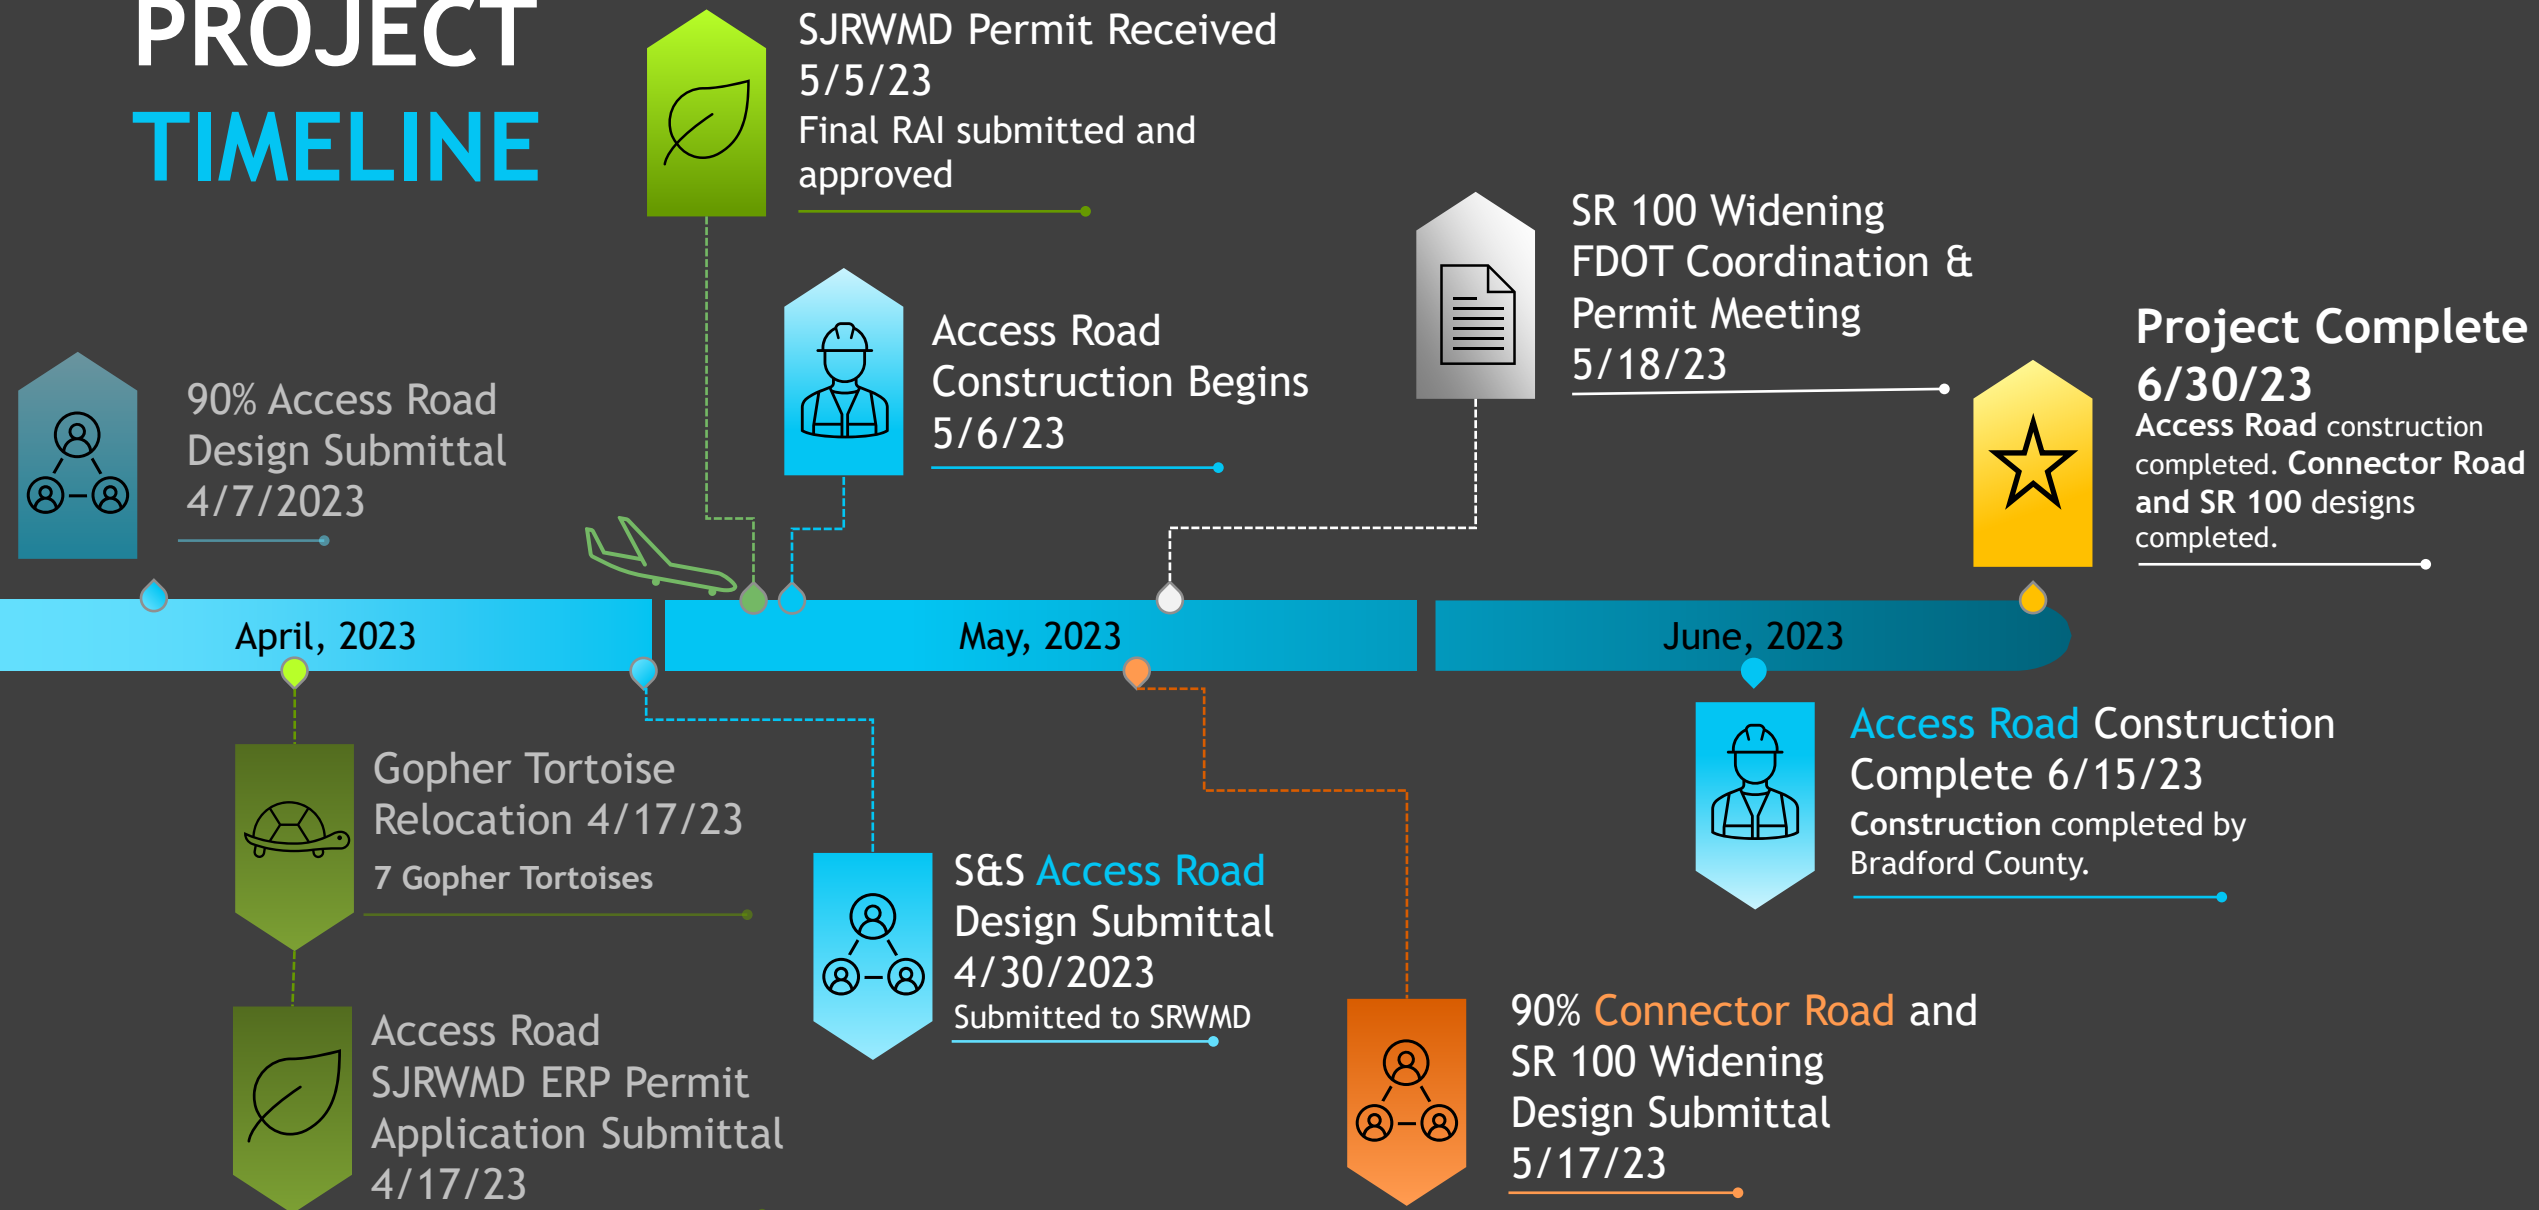 PROJECT
TIMELINE
SJRWMD Permit Received
5/5/23
Final RAI submitted and
approved
SR 100 Widening
FDOT Coordination &
Permit Meeting
5/18/23
Access Road
Construction Begins
5/6/23
Project Complete
6/30/23
Access Road construction
completed. Connector Road
and SR 100 designs
completed.
90% Access Road
Design Submittal
4/7/2023
April, 2023
May, 2023
June, 2023
Gopher Tortoise
Relocation 4/17/23
7 Gopher Tortoises
Access Road
SJRWMD ERP Permit
Application Submittal
4/17/23
S&S Access Road
Design Submittal
4/30/2023
Submitted to SRWMD
90% Connector Road and
SR 100 Widening
Design Submittal
5/17/23
Access Road Construction
Complete 6/15/23
Construction completed by
Bradford County.